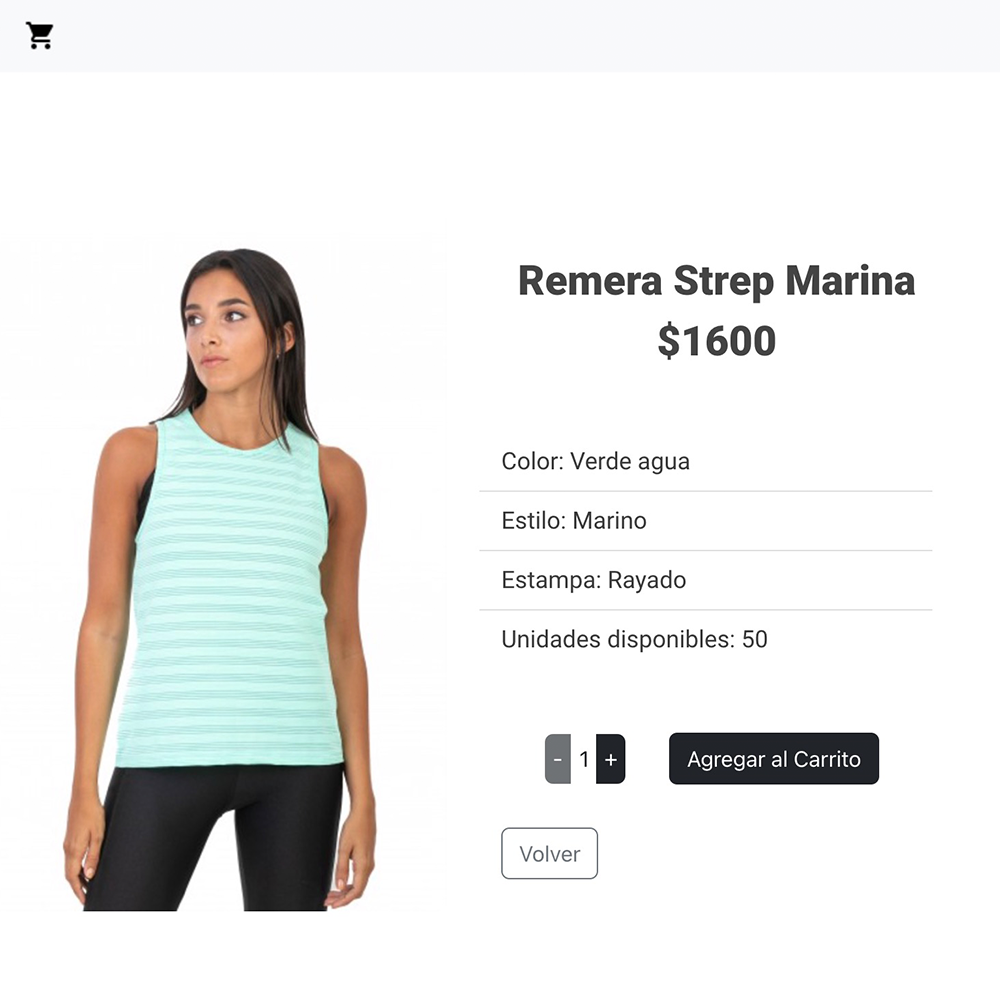 Remera Strep Marina
$1600
Color: Verde agua
Estilo: Marino
Estampa: Rayado
Unidades disponibles: 50
- 1 + Agregar al Carrito
Volver